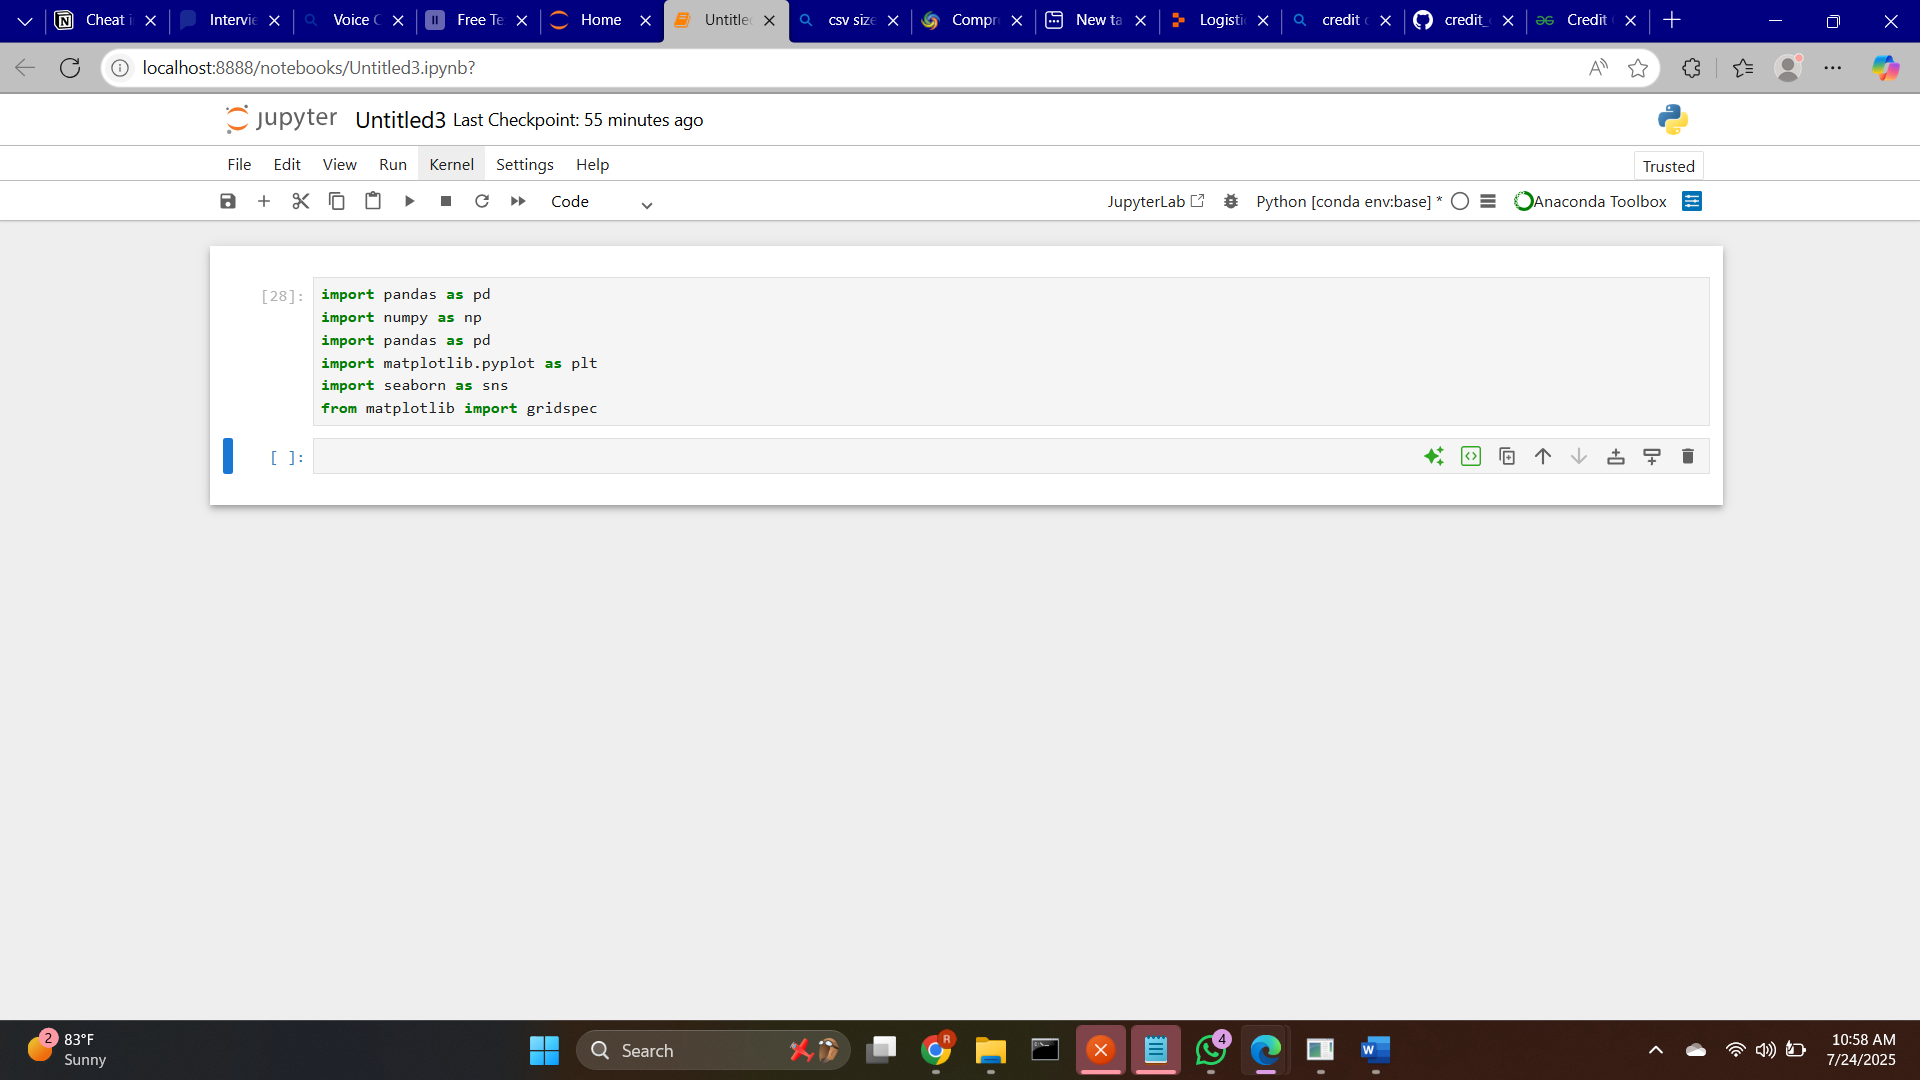 Cheat i
Intervie
Voice C
Free Te
Home
Untitle
csv size
Compr
New ta
Logisti
credit c
credit_
Credit
localhost:8888/notebooks/Untitled3.ipynb?
jupyter Untitled3 Last Checkpoint: 55 minutes ago
File Edit View Run Kernel Settings Help
Trusted
Code
JupyterLab
Python [conda env:base] *
Anaconda Toolbox
[28]:
import pandas as pd
import numpy as np
import pandas as pd
import matplotlib.pyplot as plt
import seaborn as sns
from matplotlib import gridspec
[ ]:
2
83°F
Sunny
Search
R
4
10:58 AM
7/24/2025